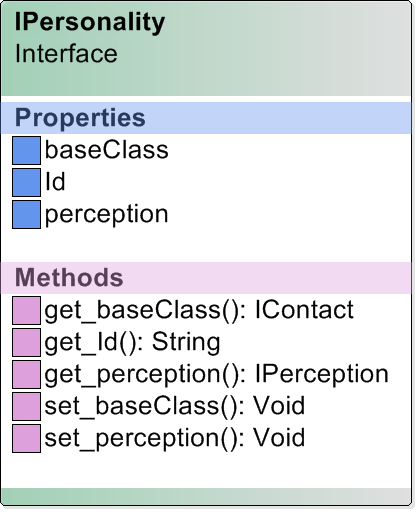 IPersonality
Interface
Properties
baseClass
Id
perception
Methods
get_baseClass(): IContact
get_Id(): String
get_perception(): IPerception
set_baseClass(): Void
set_perception(): Void